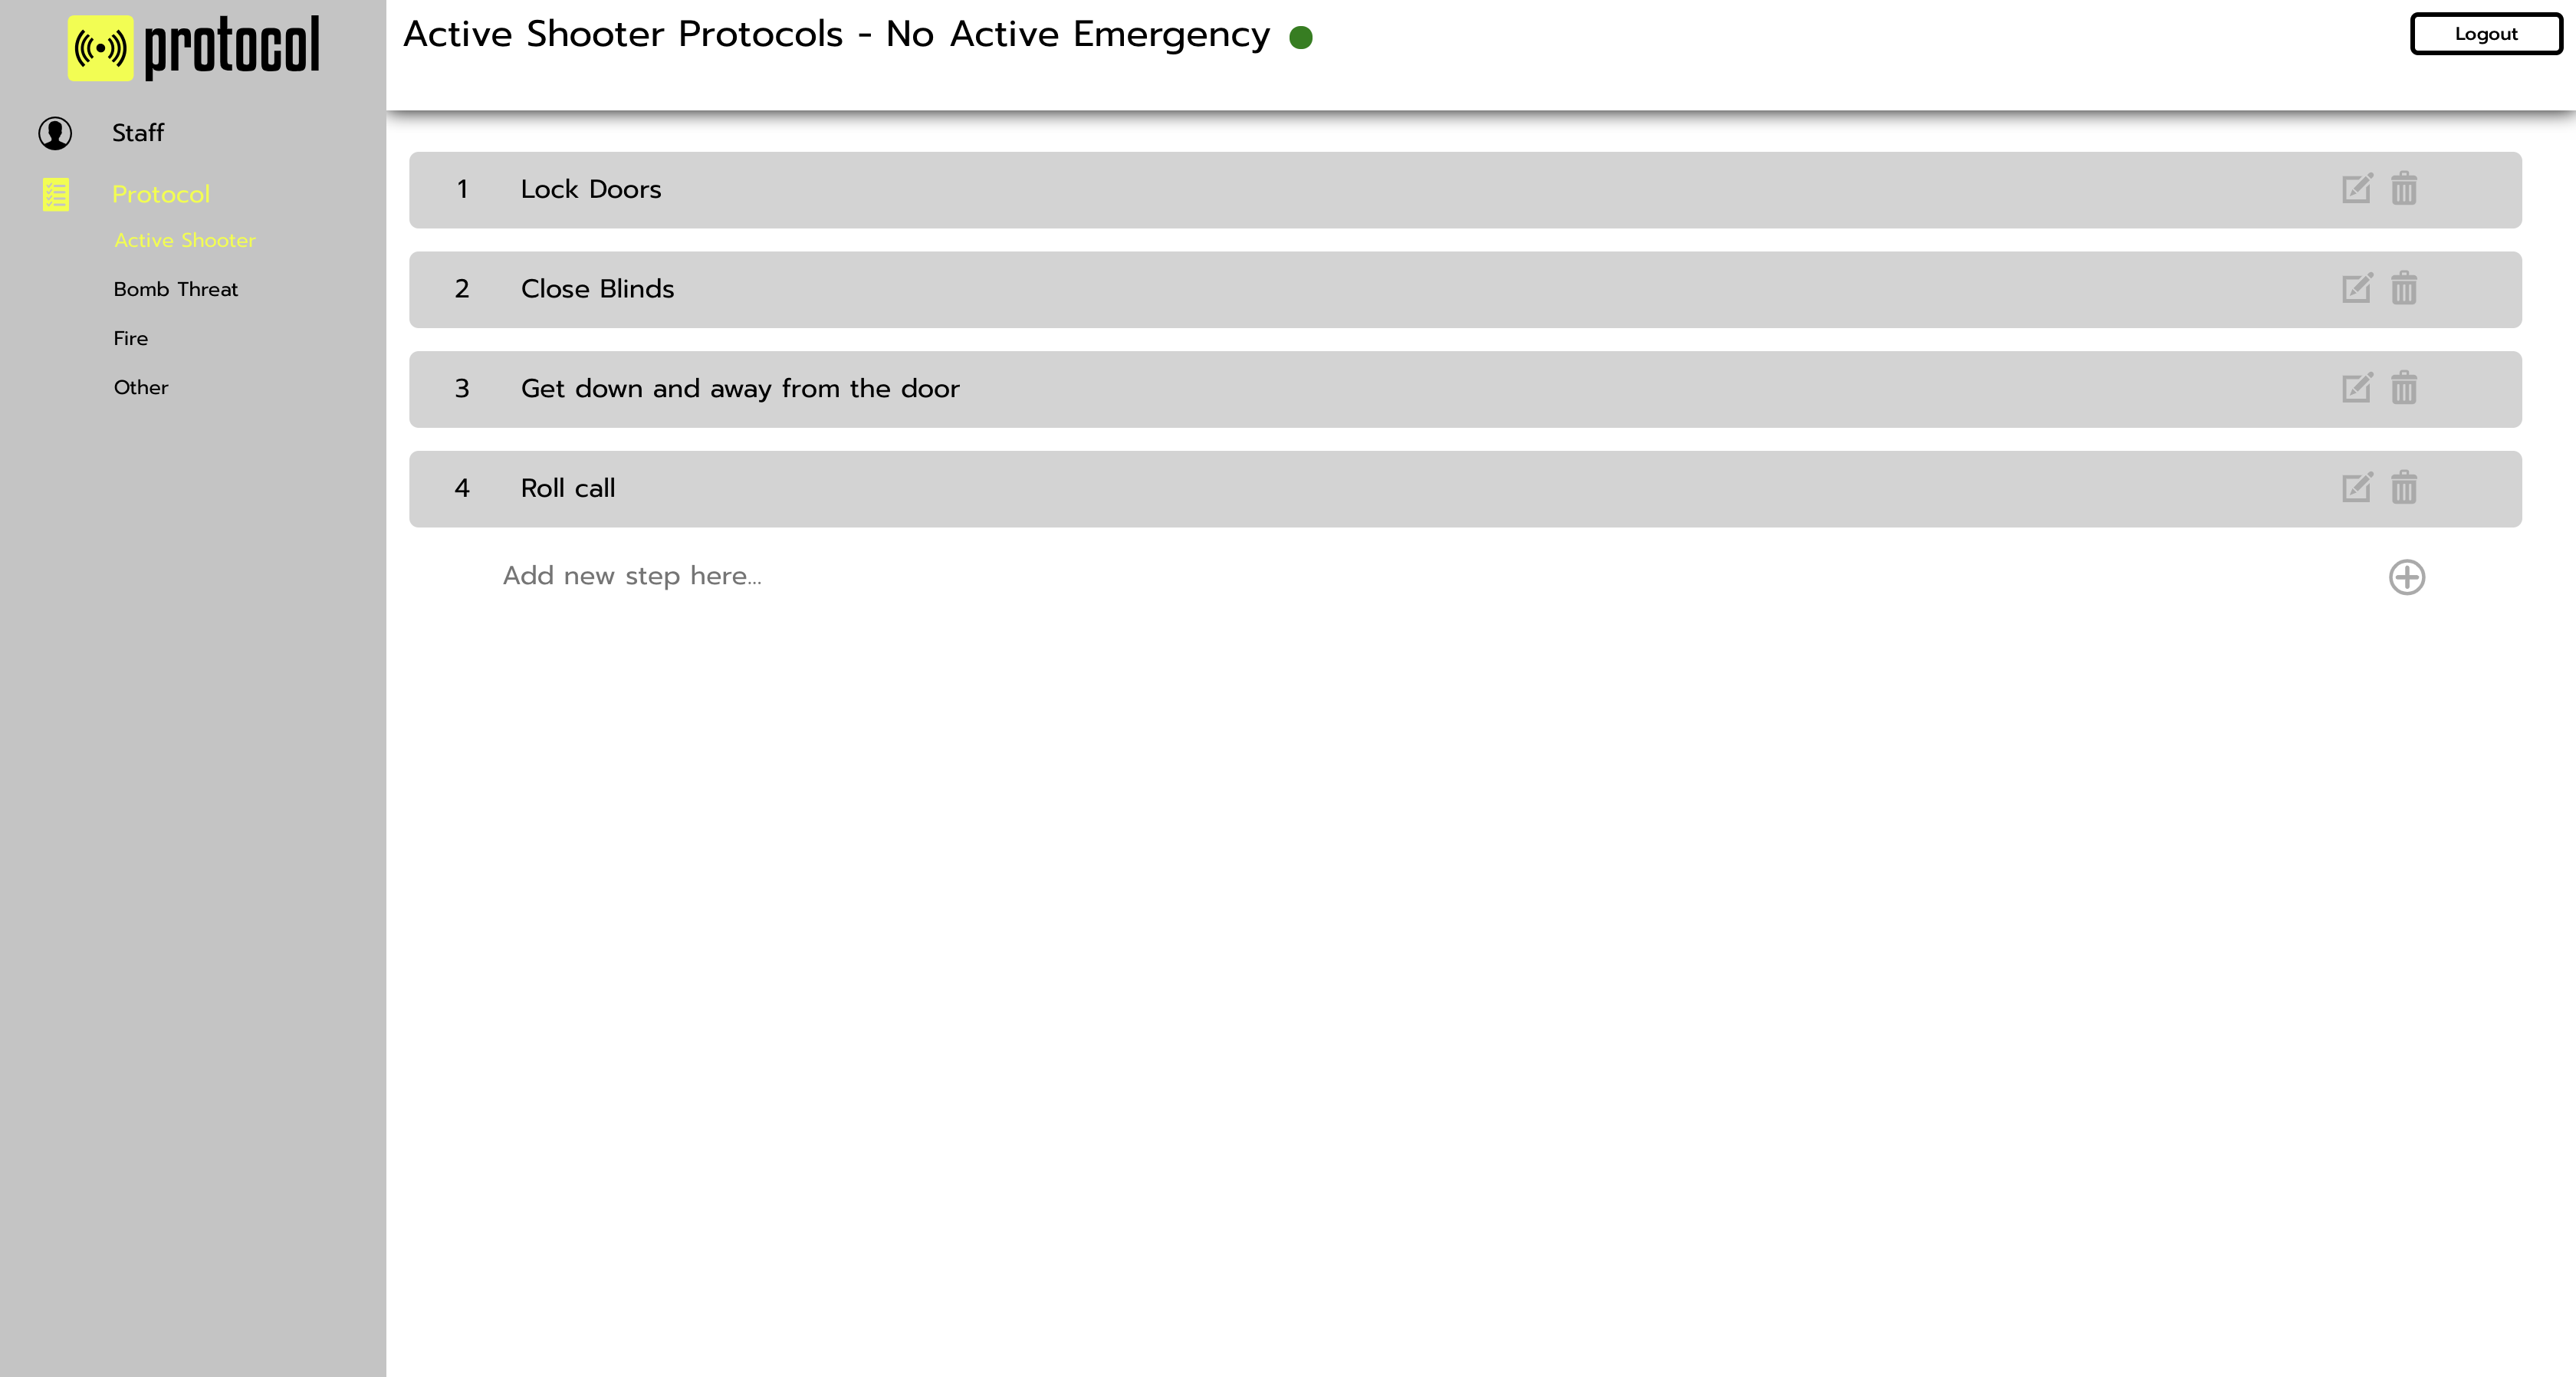 protocol
Staff
Protocol
Active Shooter
Bomb Threat
Fire
Other
Active Shooter Protocols - No Active Emergency
Logout
1 Lock Doors
2 Close Blinds
3 Get down and away from the door
4 Roll call
Add new step here...